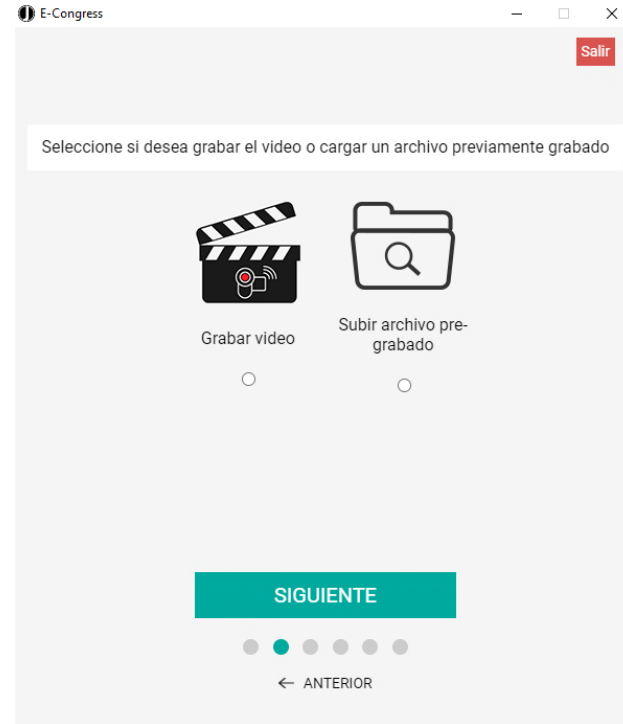 E-Congress
Salir
Seleccione si desea grabar el video o cargar un archivo previamente grabado
Grabar video
Subir archivo pre-
grabado
SIGUIENTE
← ANTERIOR